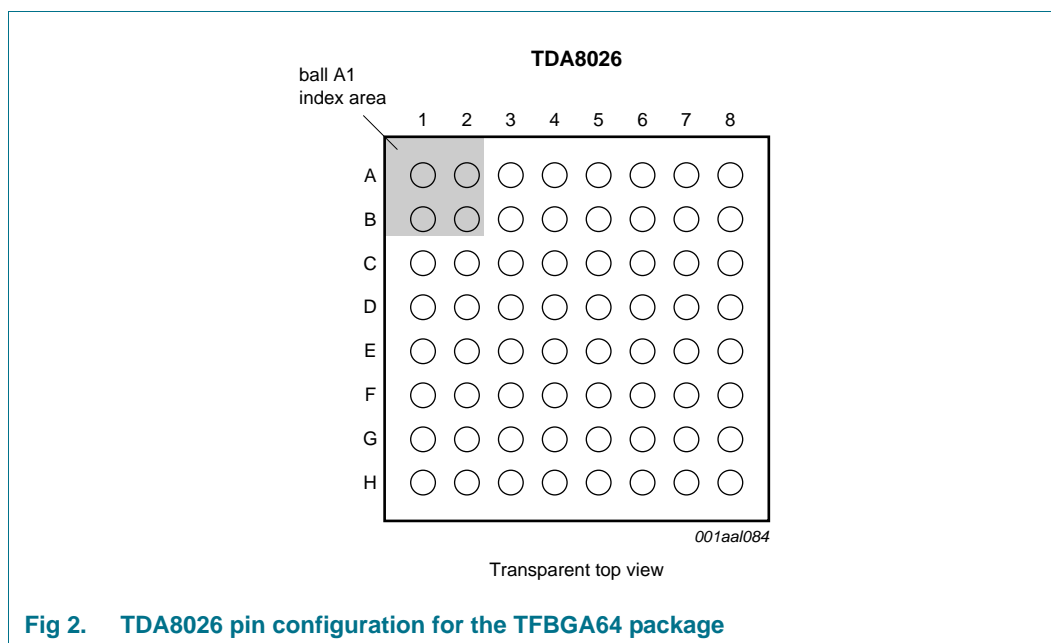 TDA8026
ball A1
index area
1 2 3 4 5 6 7 8
A
B
C
D
E
F
G
H
001aal084
Transparent top view
Fig 2. TDA8026 pin configuration for the TFBGA64 package